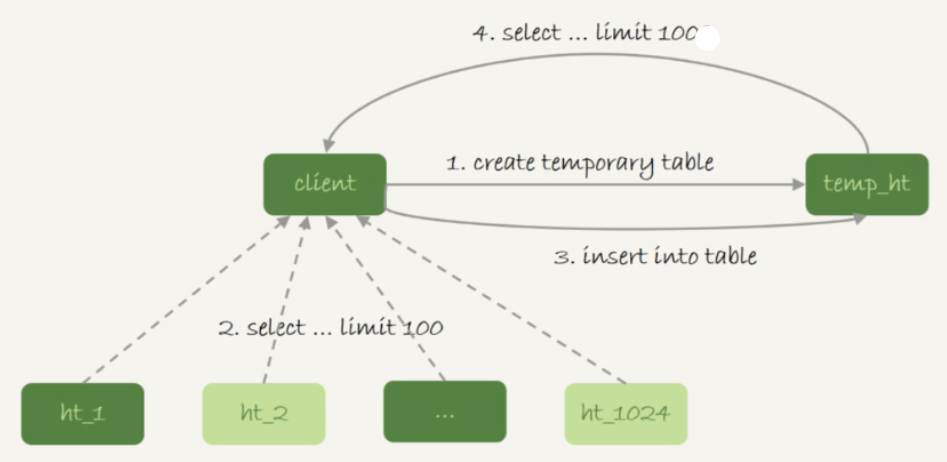 4. select ... limit 100
client
1. create temporary table
temp_ht
3. insert into table
2. select ... limit 100
ht_1
ht_2
...
ht_1024